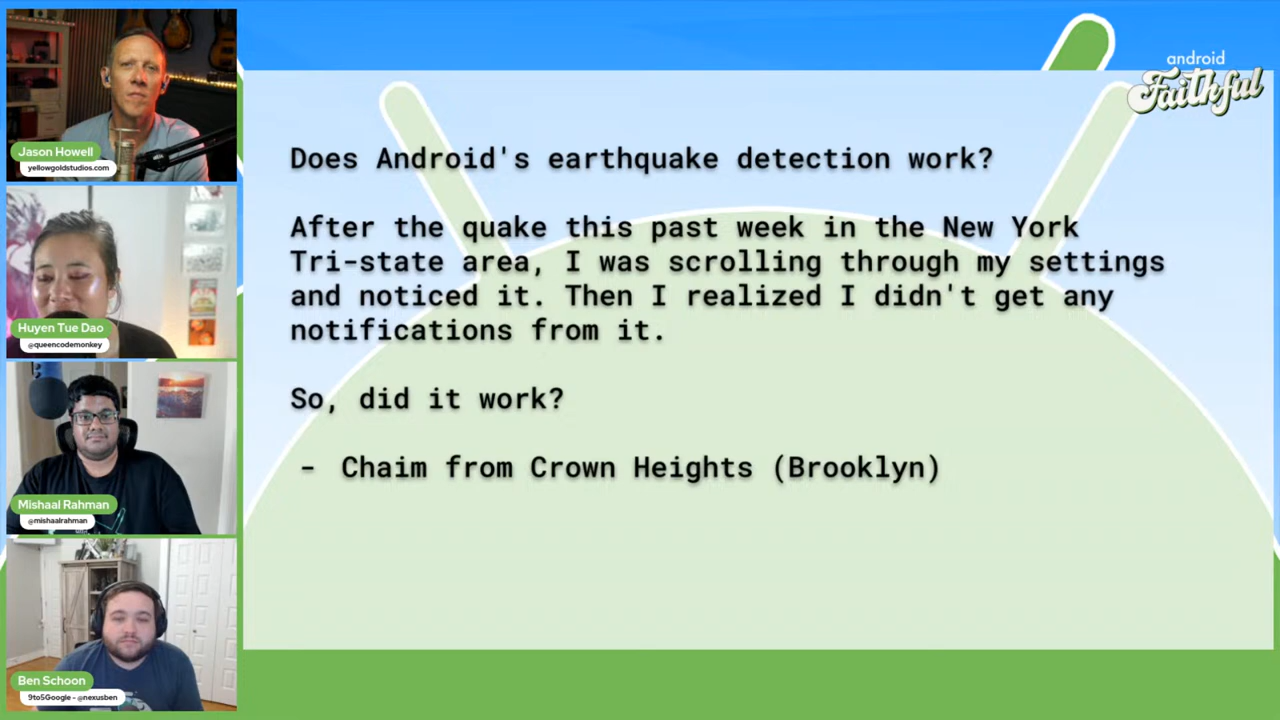 Jason Howell
yellowgoldstudios.com
Huyen Tue Dao
@queencodemonkey
Mishaal Rahman
@mishaalrahman
Ben Schoon
9to5Google - @nexusben
android
Faithful
Does Android's earthquake detection work?
After the quake this past week in the New York
Tri-state area, I was scrolling through my settings
and noticed it. Then I realized I didn't get any
notifications from it.
So, did it work?
- Chaim from Crown Heights (Brooklyn)